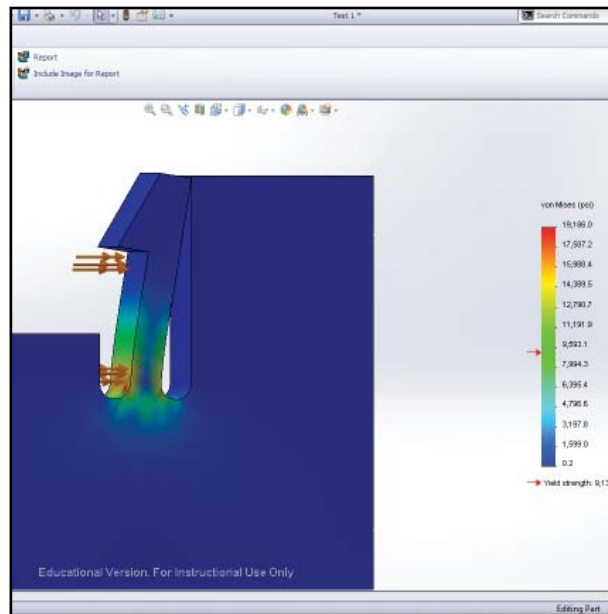 Test 1 *
Search Commands
Report
Include Image for Report
von Mises (psi)
19,186.0
17,587.2
15,988.4
14,389.5
12,790.7
11,191.9
9,593.1
7,994.3
6,395.4
4,796.6
3,197.8
1,599.0
0.2
Yield strength: 9,13
Educational Version. For Instructional Use Only
Editing Part